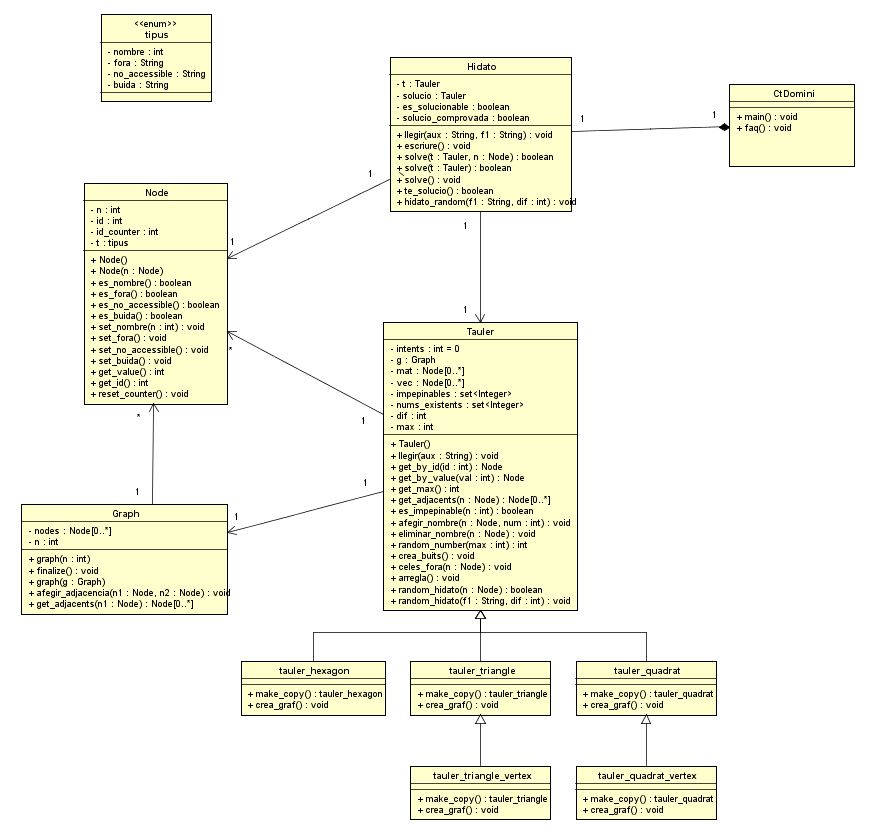 <<enum>>
tipus
- nombre : int
- fora : String
- no_accessible : String
- buida : String
Hidato
- t : Tauler
- solucio : Tauler
- es_solucionable : boolean
- solucio_comprovada : boolean
+ llegir(aux : String, f1 : String) : void
+ escriure() : void
+ solve(t : Tauler, n : Node) : boolean
+ solve(t : Tauler) : boolean
+ solve() : void
+ te_solucio() : boolean
+ hidato_random(f1 : String, dif : int) : void
CtDomini
+ main() : void
+ faq() : void
1
1
1
1
1
1
Node
- n : int
- id : int
- id_counter : int
- t : tipus
+ Node()
+ Node(n : Node)
+ es_nombre() : boolean
+ es_fora() : boolean
+ es_no_accessible() : boolean
+ es_buida() : boolean
+ set_nombre(n : int) : void
+ set_fora() : void
+ set_no_accessible() : void
+ set_buida() : void
+ get_value() : int
+ get_id() : int
+ reset_counter() : void
*
1
*
1
1
1
Tauler
- intents : int = 0
- g : Graph
- mat : Node[0..*]
- vec : Node[0..*]
- impepinables : set<Integer>
- nums_existents : set<Integer>
- dif : int
- max : int
+ Tauler()
+ llegir(aux : String) : void
+ get_by_id(id : int) : Node
+ get_by_value(val : int) : Node
+ get_max() : int
+ get_adjacents(n : Node) : Node[0..*]
+ es_impepinable(n : int) : boolean
+ afegir_nombre(n : Node, num : int) : void
+ eliminar_nombre(n : Node) : void
+ random_number(max : int) : int
+ crea_buits() : void
+ celes_fora(n : Node) : void
+ arregla() : void
+ random_hidato(n : Node) : boolean
+ random_hidato(f1 : String, dif : int) : void
Graph
- nodes : Node[0..*]
- n : int
+ graph(n : int)
+ finalize() : void
+ graph(g : Graph)
+ afegir_adjacencia(n1 : Node, n2 : Node) : void
+ get_adjacents(n1 : Node) : Node[0..*]
tauler_hexagon
+ make_copy() : tauler_hexagon
+ crea_graf() : void
tauler_triangle
+ make_copy() : tauler_triangle
+ crea_graf() : void
tauler_quadrat
+ make_copy() : tauler_quadrat
+ crea_graf() : void
tauler_triangle_vertex
+ make_copy() : tauler_triangle
+ crea_graf() : void
tauler_quadrat_vertex
+ make_copy() : tauler_quadrat
+ crea_graf() : void